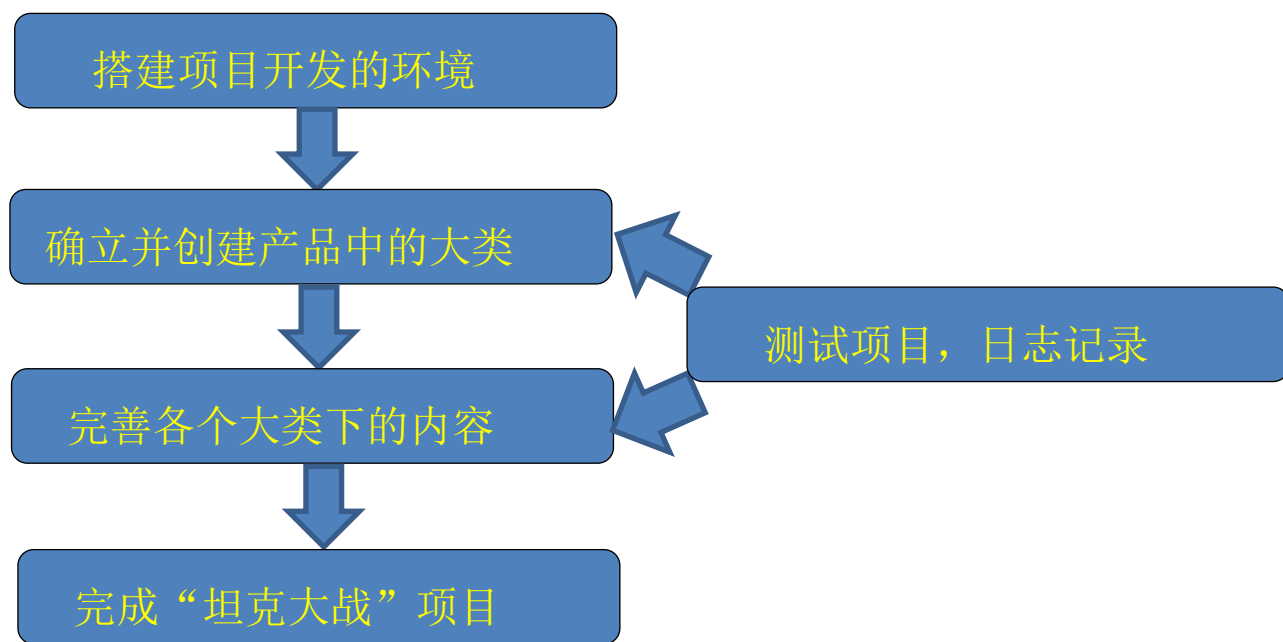 搭建项目开发的环境
确立并创建产品中的大类
测试项目，日志记录
完善各个大类下的内容
完成“坦克大战”项目